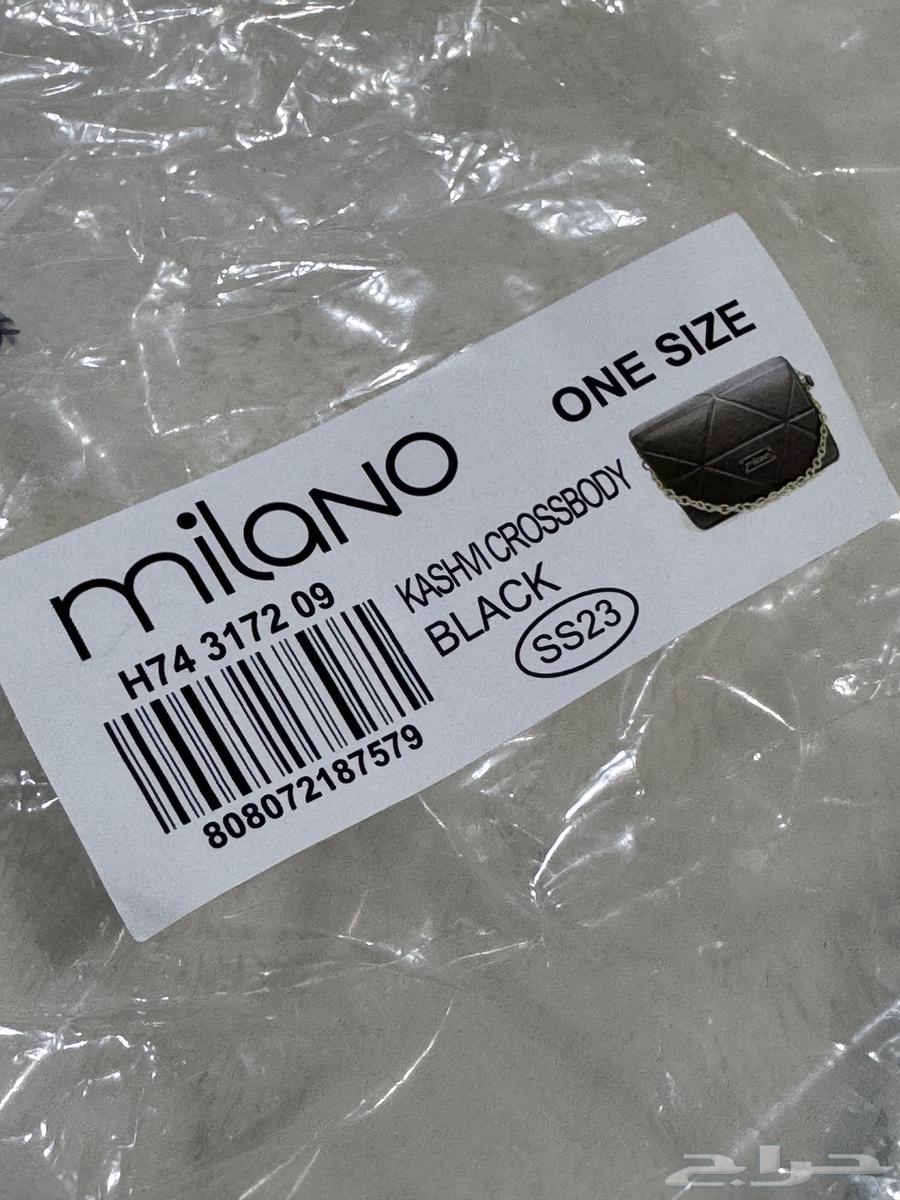 milano
ONE SIZE
H74 3172 09
KASHVI CROSSBODY
BLACK
SS23
808072187579
حراج